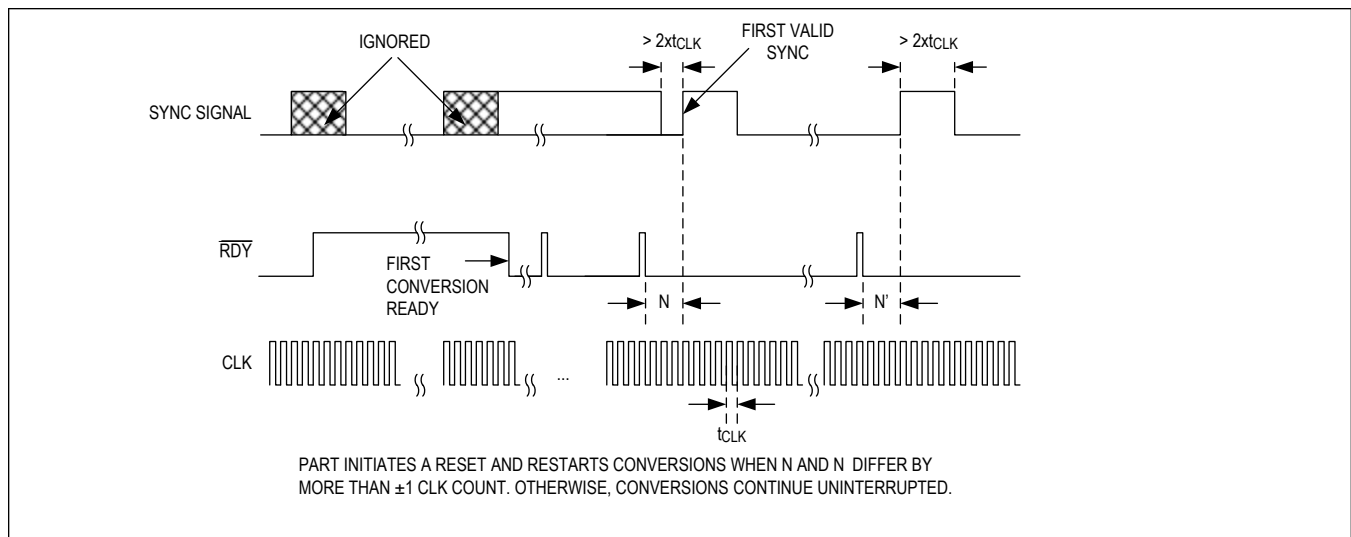 IGNORED
> 2xtCLK
FIRST VALID
SYNC
> 2xtCLK
SYNC SIGNAL
RDY
FIRST
CONVERSION
READY
N
N'
CLK
...
tCLK
PART INITIATES A RESET AND RESTARTS CONVERSIONS WHEN N AND N DIFFER BY
MORE THAN ±1 CLK COUNT. OTHERWISE, CONVERSIONS CONTINUE UNINTERRUPTED.